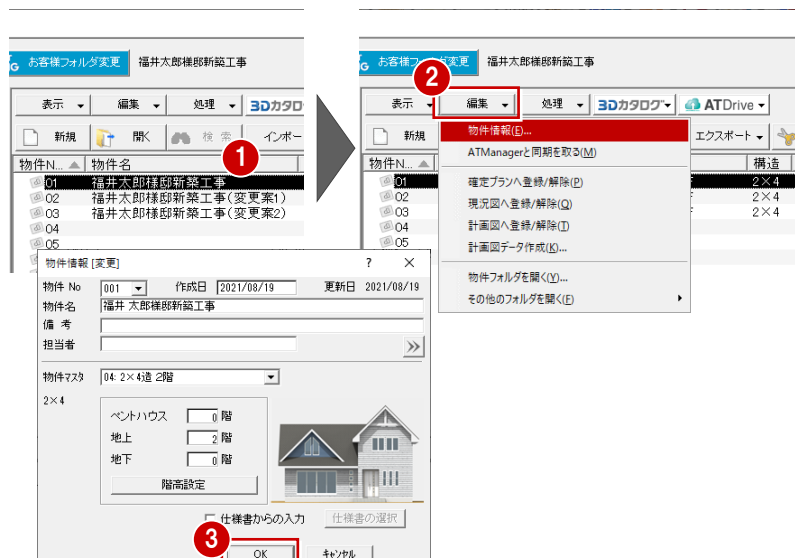 G お客様フォルダ変更 福井太郎様邸新築工事
表示 編集 処理 3Dカタロ
新規 開く 検索 インポー
1
物件N... 物件名
01 福井太郎様邸新築工事
02 福井太郎様邸新築工事(変更案1)
03 福井太郎様邸新築工事(変更案2)
04
05
G お客様フォルダ変更 福井太郎様邸新築工事
2
表示 編集 処理 3Dカタログ ATDrive
新規 エクスポート
物件N... 構造
01 2×4
02 2×4
03 2×4
04
05
物件情報(E)...
ATManagerと同期を取る(M)
確定プランへ登録/解除(P)
現況図へ登録/解除(Q)
計画図へ登録/解除(T)
計画図データ作成(K)...
物件フォルダを開く(Y)...
その他のフォルダを開く(F)
物件情報 [変更] ? ×
物件 No 001 作成日 2021/08/19 更新日 2021/08/19
物件名 福井 太郎様邸新築工事
備 考
担当者 >>
物件マスタ 04: 2×4造 2階
2×4
ペントハウス 0 階
地上 2 階
地下 0 階
階高設定
仕様書からの入力 仕様書の選択
3
OK キャンセル